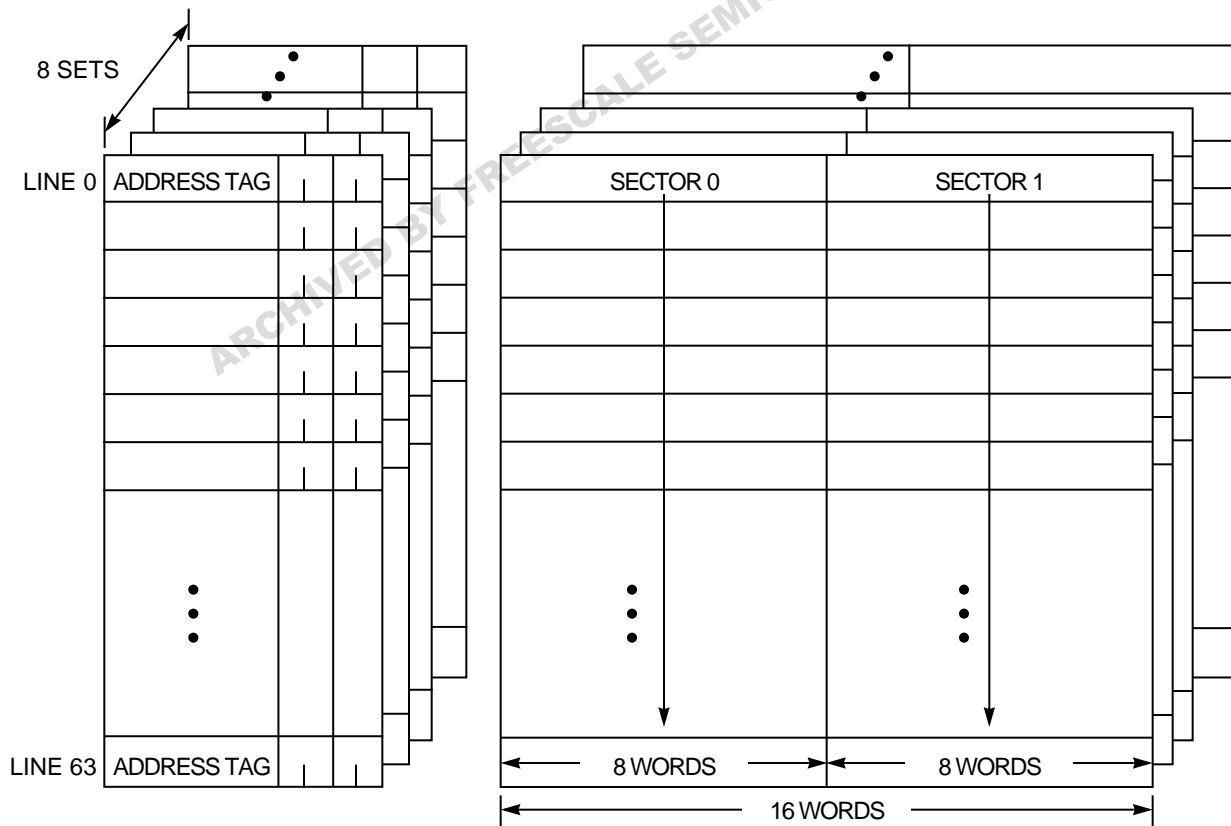 ARCHIVED BY FREESCALE SEMI
8 SETS
LINE 0 ADDRESS TAG SECTOR 0 SECTOR 1
LINE 63 ADDRESS TAG 8 WORDS 8 WORDS
16 WORDS